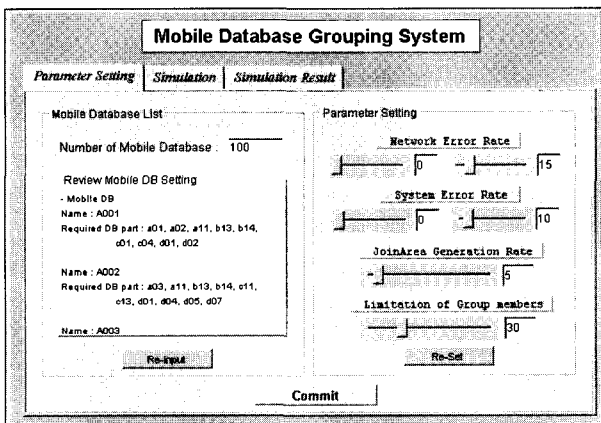 Mobile Database Grouping System
Parameter Setting
Simulation
Simulation Result
Mobile Database List
Number of Mobile Database : 100
Review Mobile DB Setting
- Mobile DB
Name : A001
Required DB part : a01, a02, a11, b13, b14,
c01, c04, d01, d02
Name : A002
Required DB part : a03, a11, b13, b14, c11,
c13, d01, d04, d05, d07
Name : A003
Re-Input
Parameter Setting
Network Error Rate
0
15
System Error Rate
0
10
JoinArea Generation Rate
5
Limitation of Group members
30
Re-Set
Commit